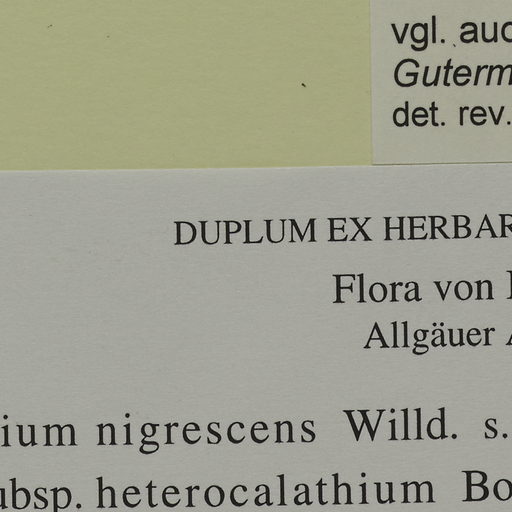 vgl. auc
Guterm
det. rev.
DUPLUM EX HERBAR
Flora von
Allgäuer
ium nigrescens Willd. s.
ubsp. heterocalathium Bo